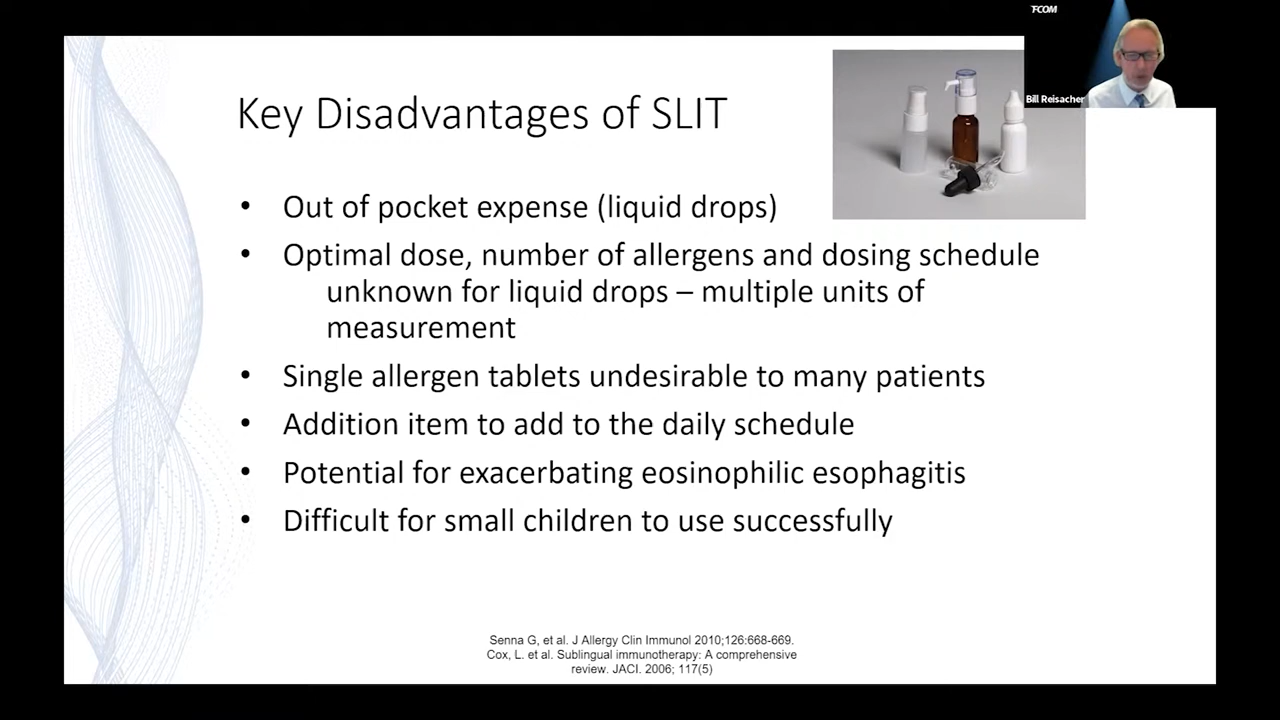 FCOM
Bill Reisacher
Key Disadvantages of SLIT
• Out of pocket expense (liquid drops)
• Optimal dose, number of allergens and dosing schedule
unknown for liquid drops – multiple units of
measurement
• Single allergen tablets undesirable to many patients
• Addition item to add to the daily schedule
• Potential for exacerbating eosinophilic esophagitis
• Difficult for small children to use successfully
Senna G, et al. J Allergy Clin Immunol 2010;126:668-669.
Cox, L. et al. Sublingual immunotherapy: A comprehensive
review. JACI. 2006; 117(5)